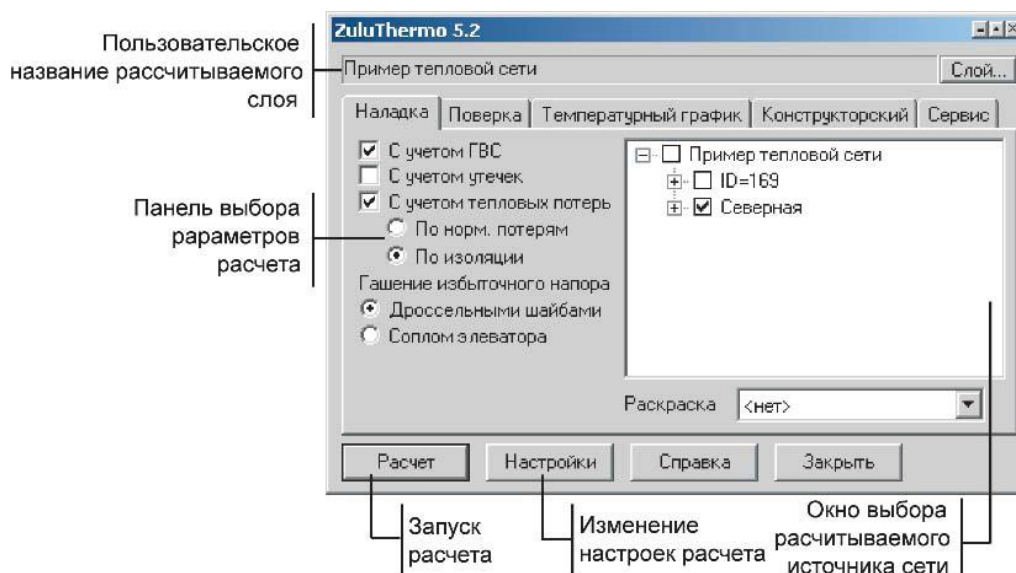 ZuluThermo 5.2
Пользовательское
название рассчитываемого
слоя
Пример тепловой сети
Слой...
Наладка
Поверка
Температурный график
Конструкторский
Сервис
С учетом ГВС
С учетом утечек
С учетом тепловых потерь
По норм. потерям
По изоляции
Гашение избыточного напора
Дроссельными шайбами
Соплом элеватора
Пример тепловой сети
ID=169
Северная
Панель выбора
рараметров
расчета
Раскраска
<нет>
Расчет
Настройки
Справка
Закрыть
Запуск
расчета
Изменение
настроек расчета
Окно выбора
расчитываемого
источника сети